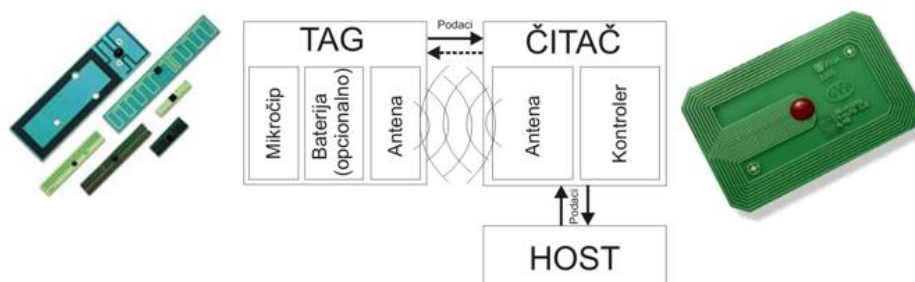 TAG
Mikročip
Baterija
(opcionalno)
Antena
Podaci
ČITAČ
Antena
Kontroler
Podaci
HOST